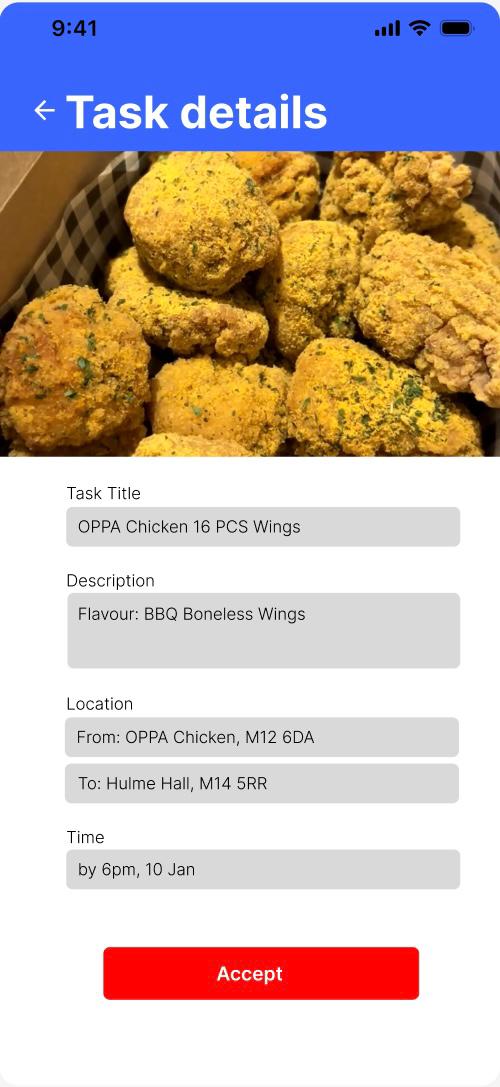 9:41
Task details
Task Title
OPPA Chicken 16 PCS Wings
Description
Flavour: BBQ Boneless Wings
Location
From: OPPA Chicken, M12 6DA
To: Hulme Hall, M14 5RR
Time
by 6pm, 10 Jan
Accept